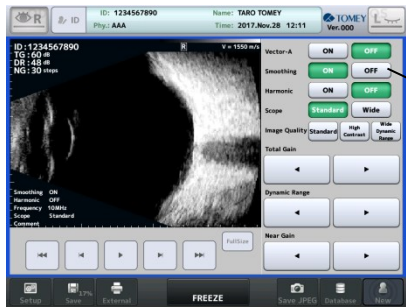 R
ID
ID: 1234567890
Phy.: AAA
Name: TARO TOMEY
Time: 2017.Nov.28 12:11
TOMEY
Ver.000
L
ID:1234567890
TG:60 dB
DR:48 dB
NG:30 steps
R
V = 1550 m/s
Smoothing ON
Harmonic OFF
Frequency 10MHz
Scope Standard
Comment
Vector-A ON OFF
Smoothing ON OFF
Harmonic ON OFF
Scope Standard Wide
Image Quality Standard High Contrast Wide Dynamic Range
Total Gain
Dynamic Range
Near Gain
FullSize
Setup
Save
17%
External
FREEZE
Save JPEG
Database
New